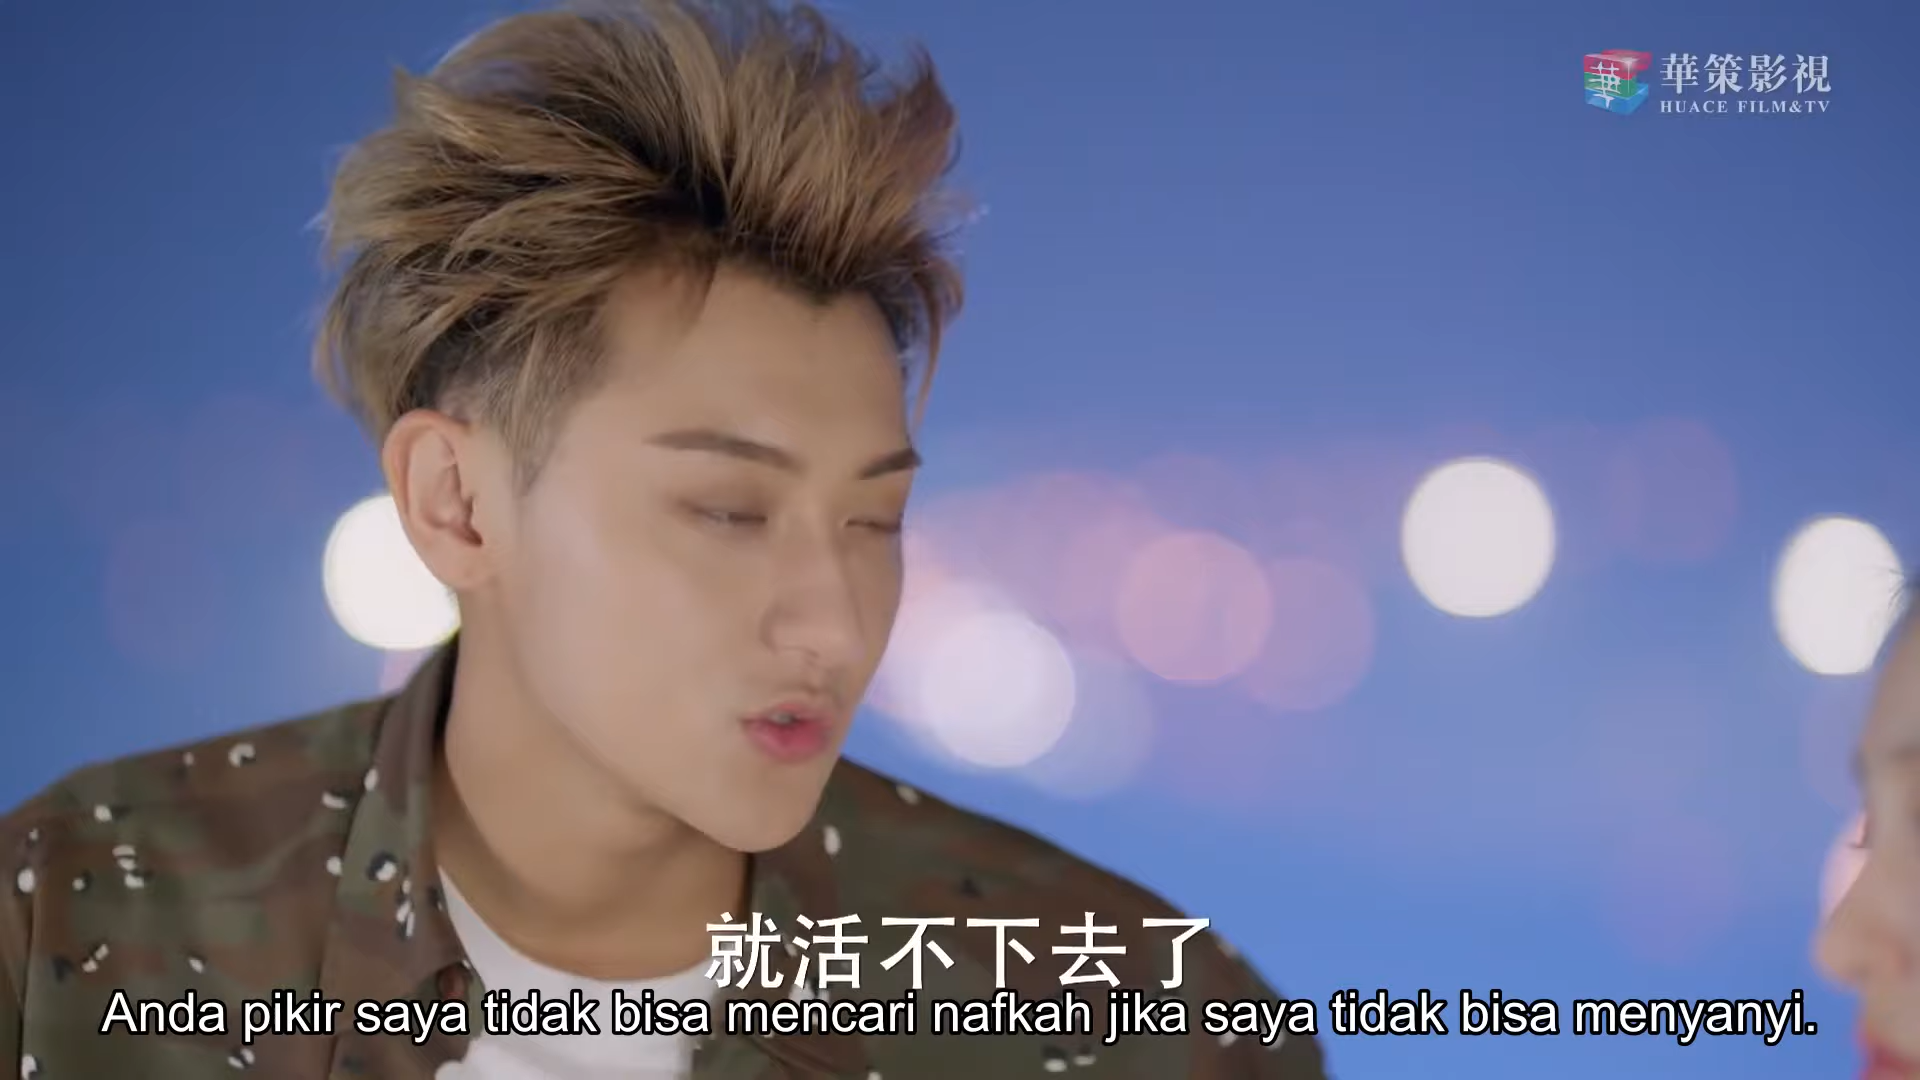 華策影視
HUACE FILM&TV
就活不下去了
Anda pikir saya tidak bisa mencari nafkah jika saya tidak bisa menyanyi.